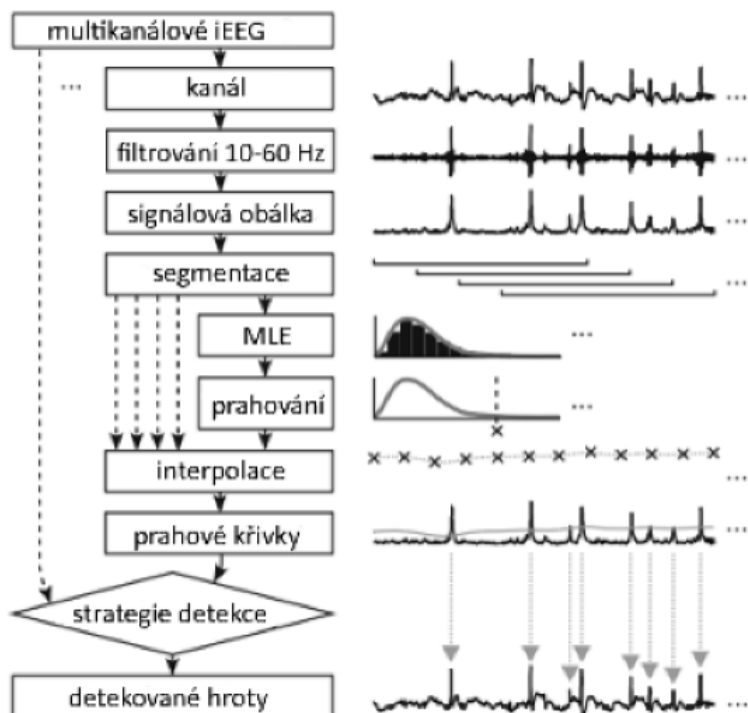 multikanálové iEEG
...
kanál
...
filtrování 10-60 Hz
...
signálová obálka
segmentace
...
MLE
...
prahování
...
interpolace
...
prahové křivky
...
strategie detekce
detekované hroty
...